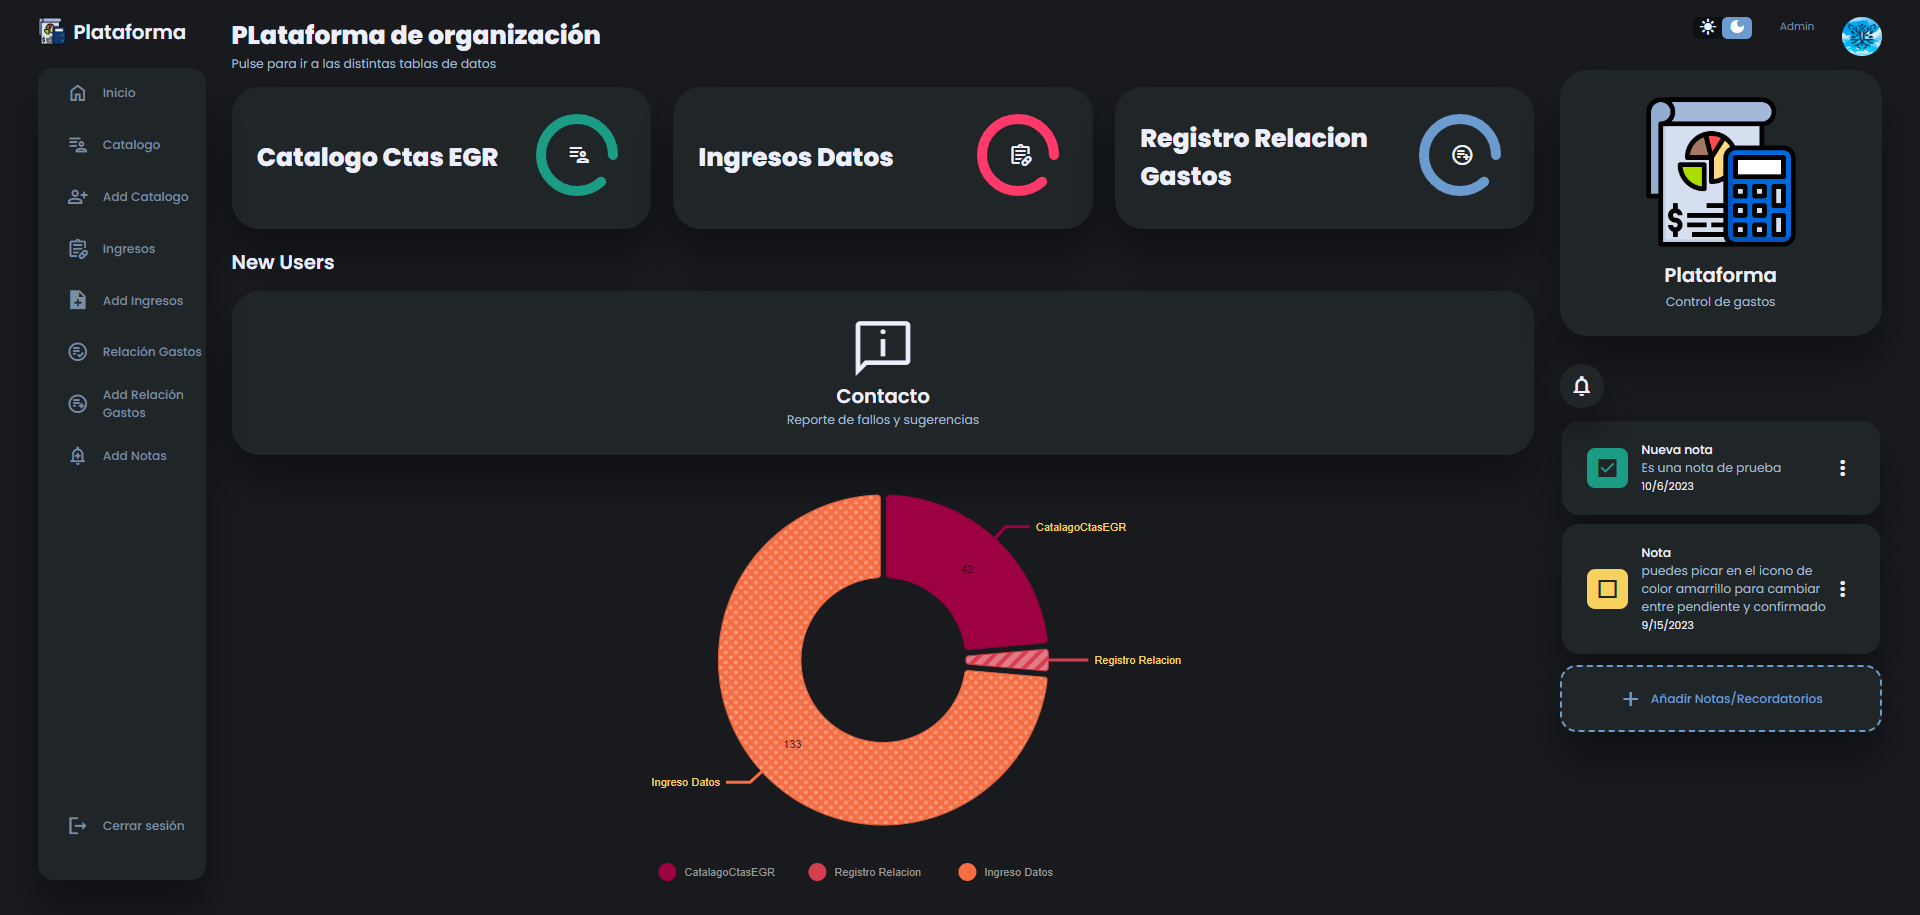 Plataforma
Inicio
Catalogo
Add Catalogo
Ingresos
Add Ingresos
Relación Gastos
Add Relación
Gastos
Add Notas
Cerrar sesión
PLataforma de organización
Pulse para ir a las distintas tablas de datos
Catalogo Ctas EGR
Ingresos Datos
Registro Relacion
Gastos
New Users
Contacto
Reporte de fallos y sugerencias
CatalagoCtasEGR
42
Registro Relacion
133
Ingreso Datos
CatalagoCtasEGR
Registro Relacion
Ingreso Datos
Admin
$
Plataforma
Control de gastos
Nueva nota
Es una nota de prueba
10/6/2023
Nota
puedes picar en el icono de
color amarrillo para cambiar
entre pendiente y confirmado
9/15/2023
Añadir Notas/Recordatorios